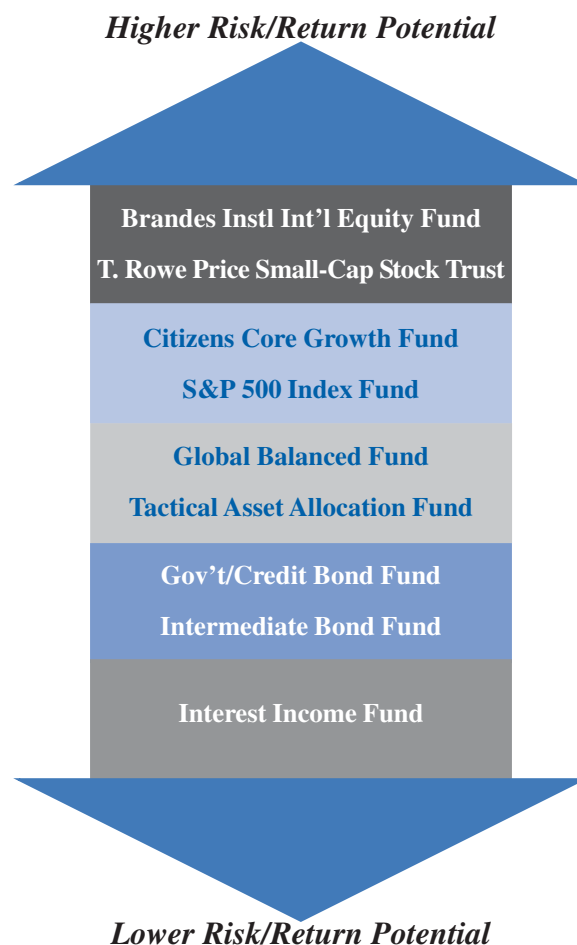 Higher Risk/Return Potential
Brandes Instl Int'l Equity Fund
T. Rowe Price Small-Cap Stock Trust
Citizens Core Growth Fund
S&P 500 Index Fund
Global Balanced Fund
Tactical Asset Allocation Fund
Gov't/Credit Bond Fund
Intermediate Bond Fund
Interest Income Fund
Lower Risk/Return Potential